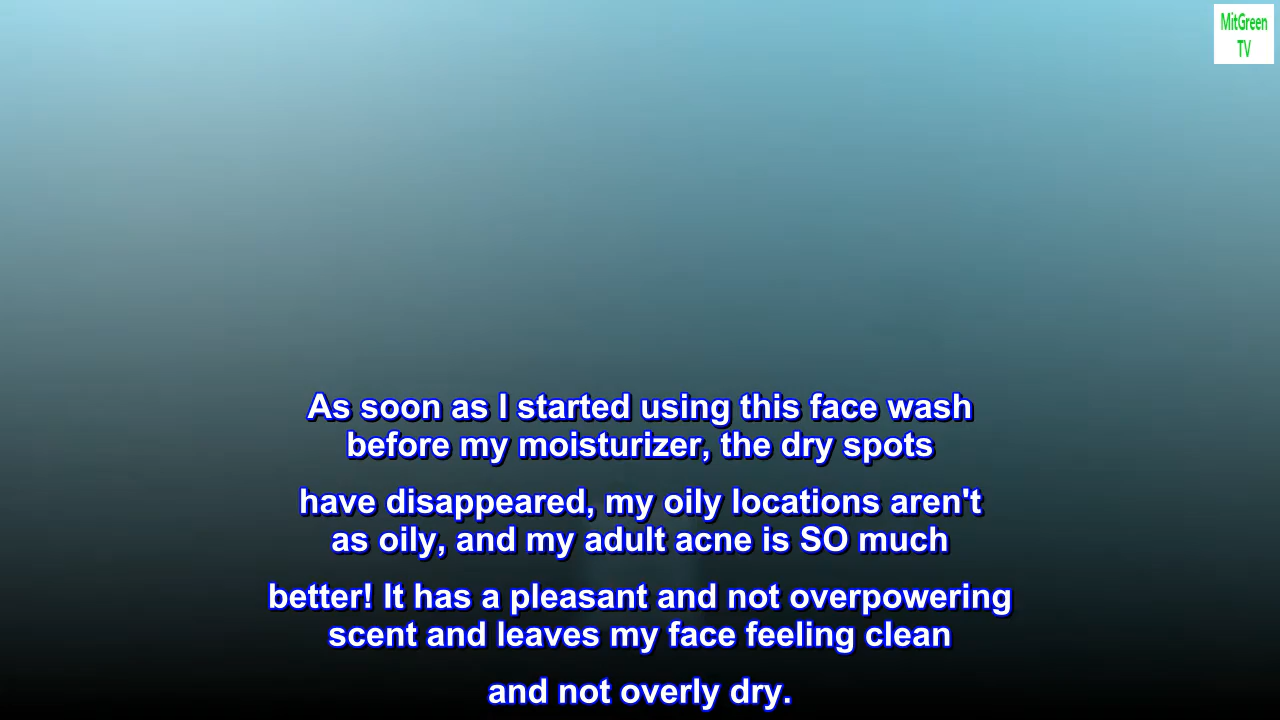 MitGreen
TV
As soon as I started using this face wash
before my moisturizer, the dry spots
have disappeared, my oily locations aren't
as oily, and my adult acne is SO much
better! It has a pleasant and not overpowering
scent and leaves my face feeling clean
and not overly dry.